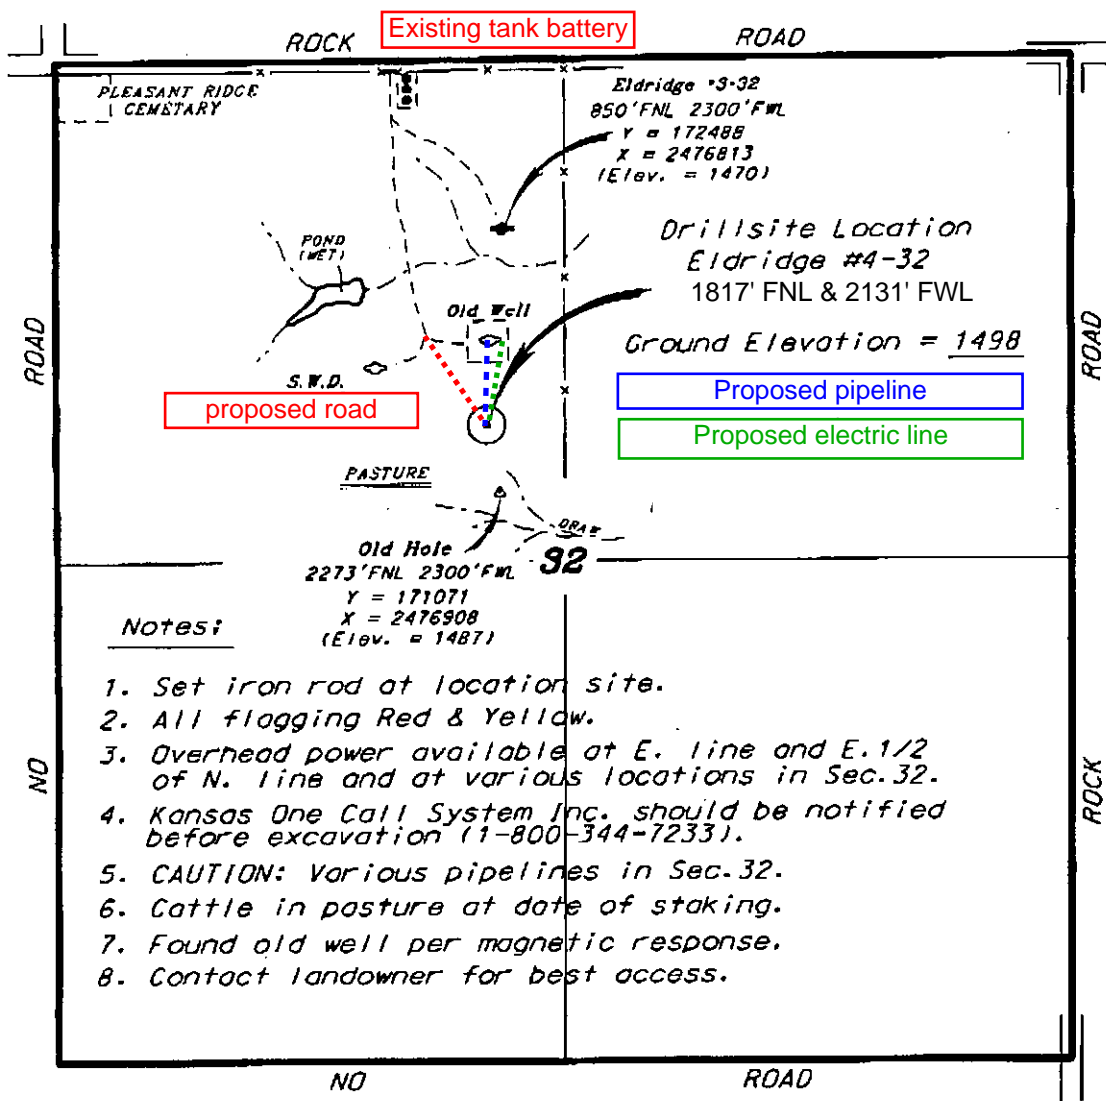 Existing tank battery
ROCK
ROAD
PLEASANT RIDGE
CEMETARY
Eldridge #3-32
850'FNL 2300'FWL
Y = 172488
X = 2476813
(Elev. = 1470)
Drillsite Location
Eldridge #4-32
1817' FNL & 2131' FWL
POND
(WET)
Old Well
Ground Elevation = 1498
ROAD
ROAD
S.W.D.
proposed road
Proposed pipeline
Proposed electric line
PASTURE
DRAW
Old Hole
2273'FNL 2300'FWL
32
Y = 171071
X = 2476908
(Elev. = 1487)
Notes:
1. Set iron rod at location site.
2. All flagging Red & Yellow.
3. Overhead power available at E. line and E.1/2
of N. line and at various locations in Sec.32.
4. Kansas One Call System Inc. should be notified
before excavation (1-800-344-7233).
5. CAUTION: Various pipelines in Sec.32.
6. Cattle in pasture at date of staking.
7. Found old well per magnetic response.
8. Contact landowner for best access.
NO
ROCK
NO
ROAD